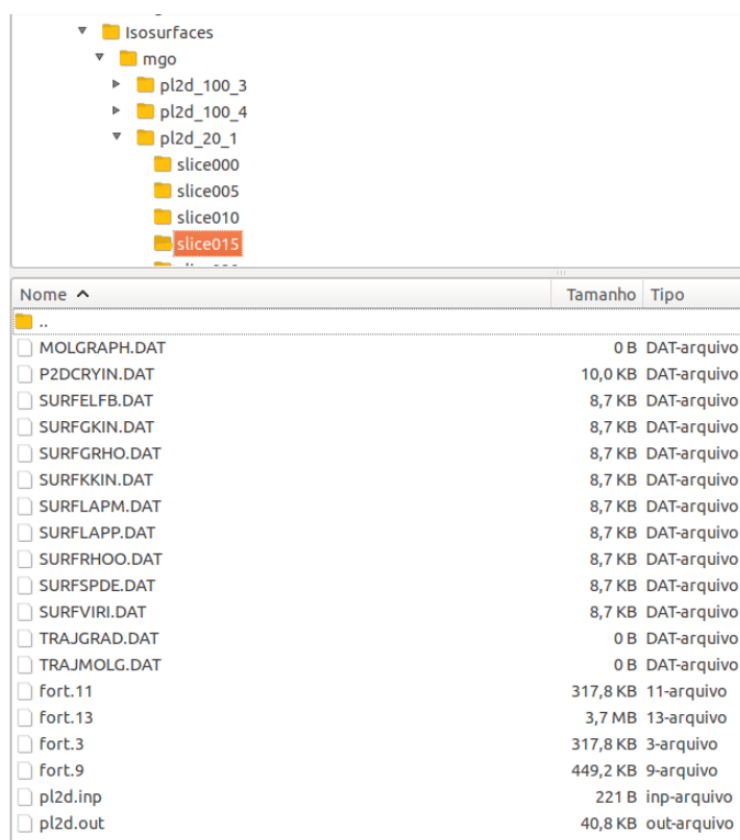 Isosurfaces
mgo
pl2d_100_3
pl2d_100_4
pl2d_20_1
slice000
slice005
slice010
slice015
Nome Tamanho Tipo
..
MOLGRAPH.DAT 0 B DAT-arquivo
P2DCRYIN.DAT 10,0 KB DAT-arquivo
SURFELFB.DAT 8,7 KB DAT-arquivo
SURFGKIN.DAT 8,7 KB DAT-arquivo
SURFGRHO.DAT 8,7 KB DAT-arquivo
SURFKKIN.DAT 8,7 KB DAT-arquivo
SURFLAPM.DAT 8,7 KB DAT-arquivo
SURFLAPP.DAT 8,7 KB DAT-arquivo
SURFRHOO.DAT 8,7 KB DAT-arquivo
SURFSPDE.DAT 8,7 KB DAT-arquivo
SURFVIRI.DAT 8,7 KB DAT-arquivo
TRAJGRAD.DAT 0 B DAT-arquivo
TRAJMOLG.DAT 0 B DAT-arquivo
fort.11 317,8 KB 11-arquivo
fort.13 3,7 MB 13-arquivo
fort.3 317,8 KB 3-arquivo
fort.9 449,2 KB 9-arquivo
pl2d.inp 221 B inp-arquivo
pl2d.out 40,8 KB out-arquivo